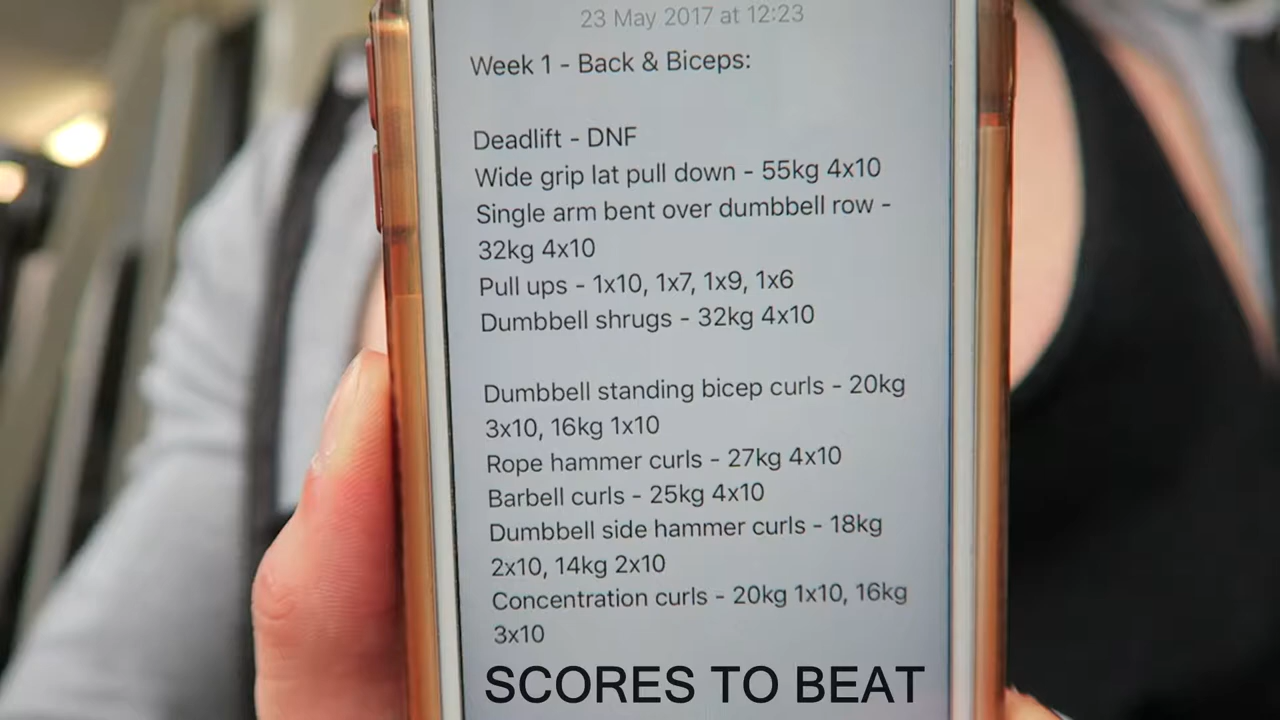 23 May 2017 at 12:23
Week 1 - Back & Biceps:
Deadlift - DNF
Wide grip lat pull down - 55kg 4x10
Single arm bent over dumbbell row -
32kg 4x10
Pull ups - 1x10, 1x7, 1x9, 1x6
Dumbbell shrugs - 32kg 4x10
Dumbbell standing bicep curls - 20kg
3x10, 16kg 1x10
Rope hammer curls - 27kg 4x10
Barbell curls - 25kg 4x10
Dumbbell side hammer curls - 18kg
2x10, 14kg 2x10
Concentration curls - 20kg 1x10, 16kg
3x10
SCORES TO BEAT